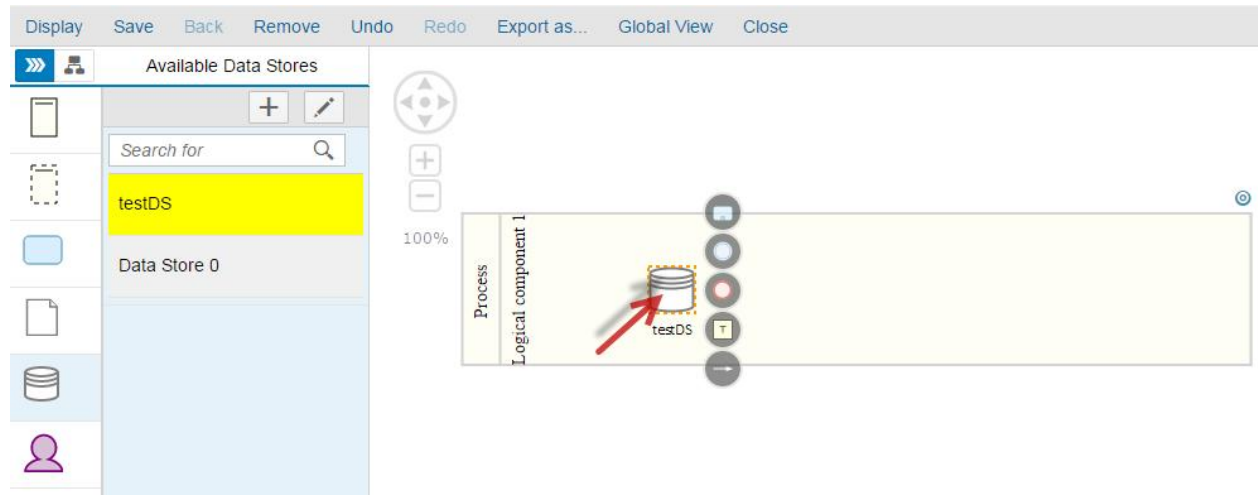 Display Save Back Remove Undo Redo Export as... Global View Close
Available Data Stores
Search for
testDS
Data Store 0
100%
Process
Logical component 1
testDS
T